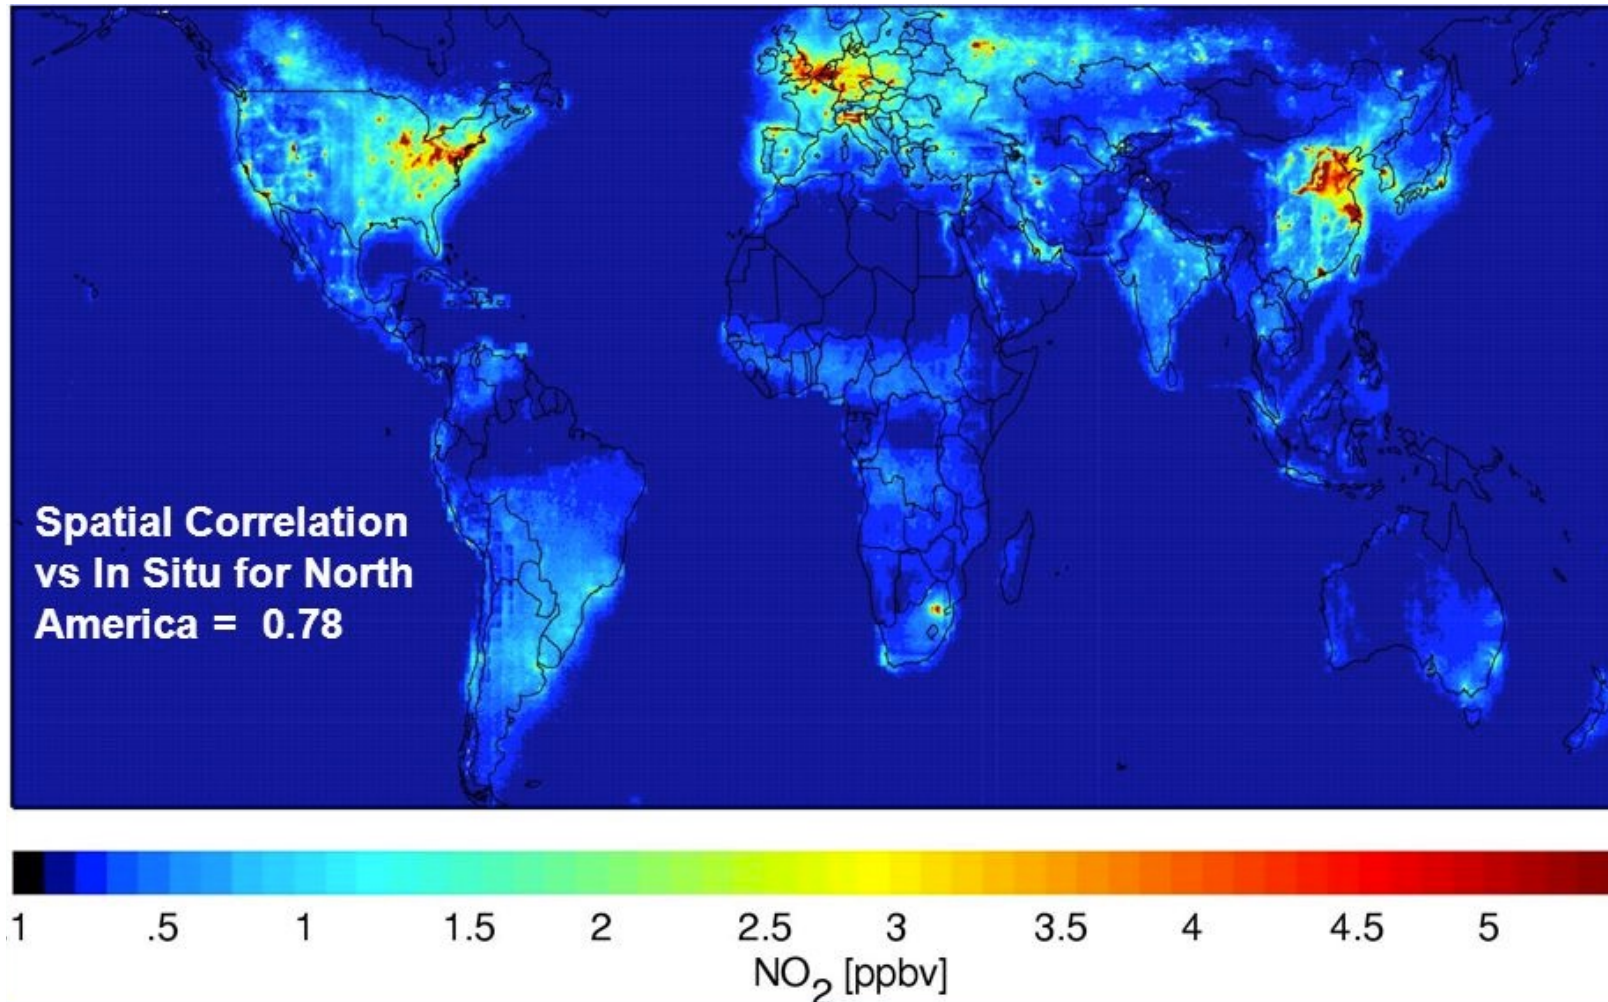 Spatial Correlation
vs In Situ for North
America = 0.78
.1 .5 1 1.5 2 2.5 3 3.5 4 4.5 5
NO2 [ppbv]